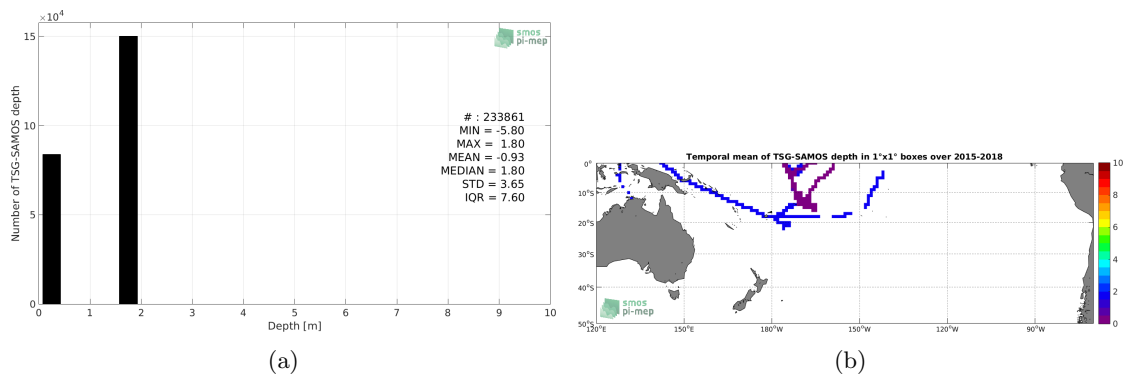 ×10⁴
smos
pi-mep
15
10
5
0
Number of TSG-SAMOS depth
# : 233861
MIN = -5.80
MAX = 1.80
MEAN = -0.93
MEDIAN = 1.80
STD = 3.65
IQR = 7.60
0 1 2 3 4 5 6 7 8 9 10
Depth [m]
(a)
Temporal mean of TSG-SAMOS depth in 1°x1° boxes over 2015-2018
0°
10°S
20°S
30°S
40°S
50°S
smos
pi-mep
120°E 150°E 180°W 150°W 120°W 90°W
10
8
6
4
2
0
(b)